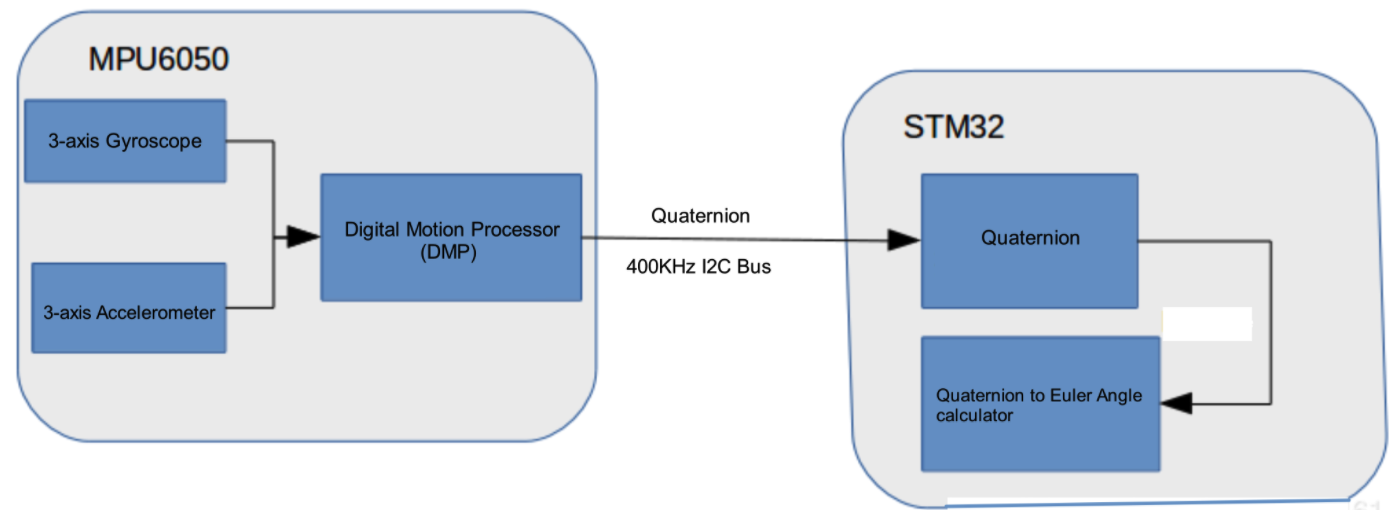 MPU6050
3-axis Gyroscope
3-axis Accelerometer
Digital Motion Processor
(DMP)
Quaternion
400KHz I2C Bus
STM32
Quaternion
Quaternion to Euler Angle
calculator